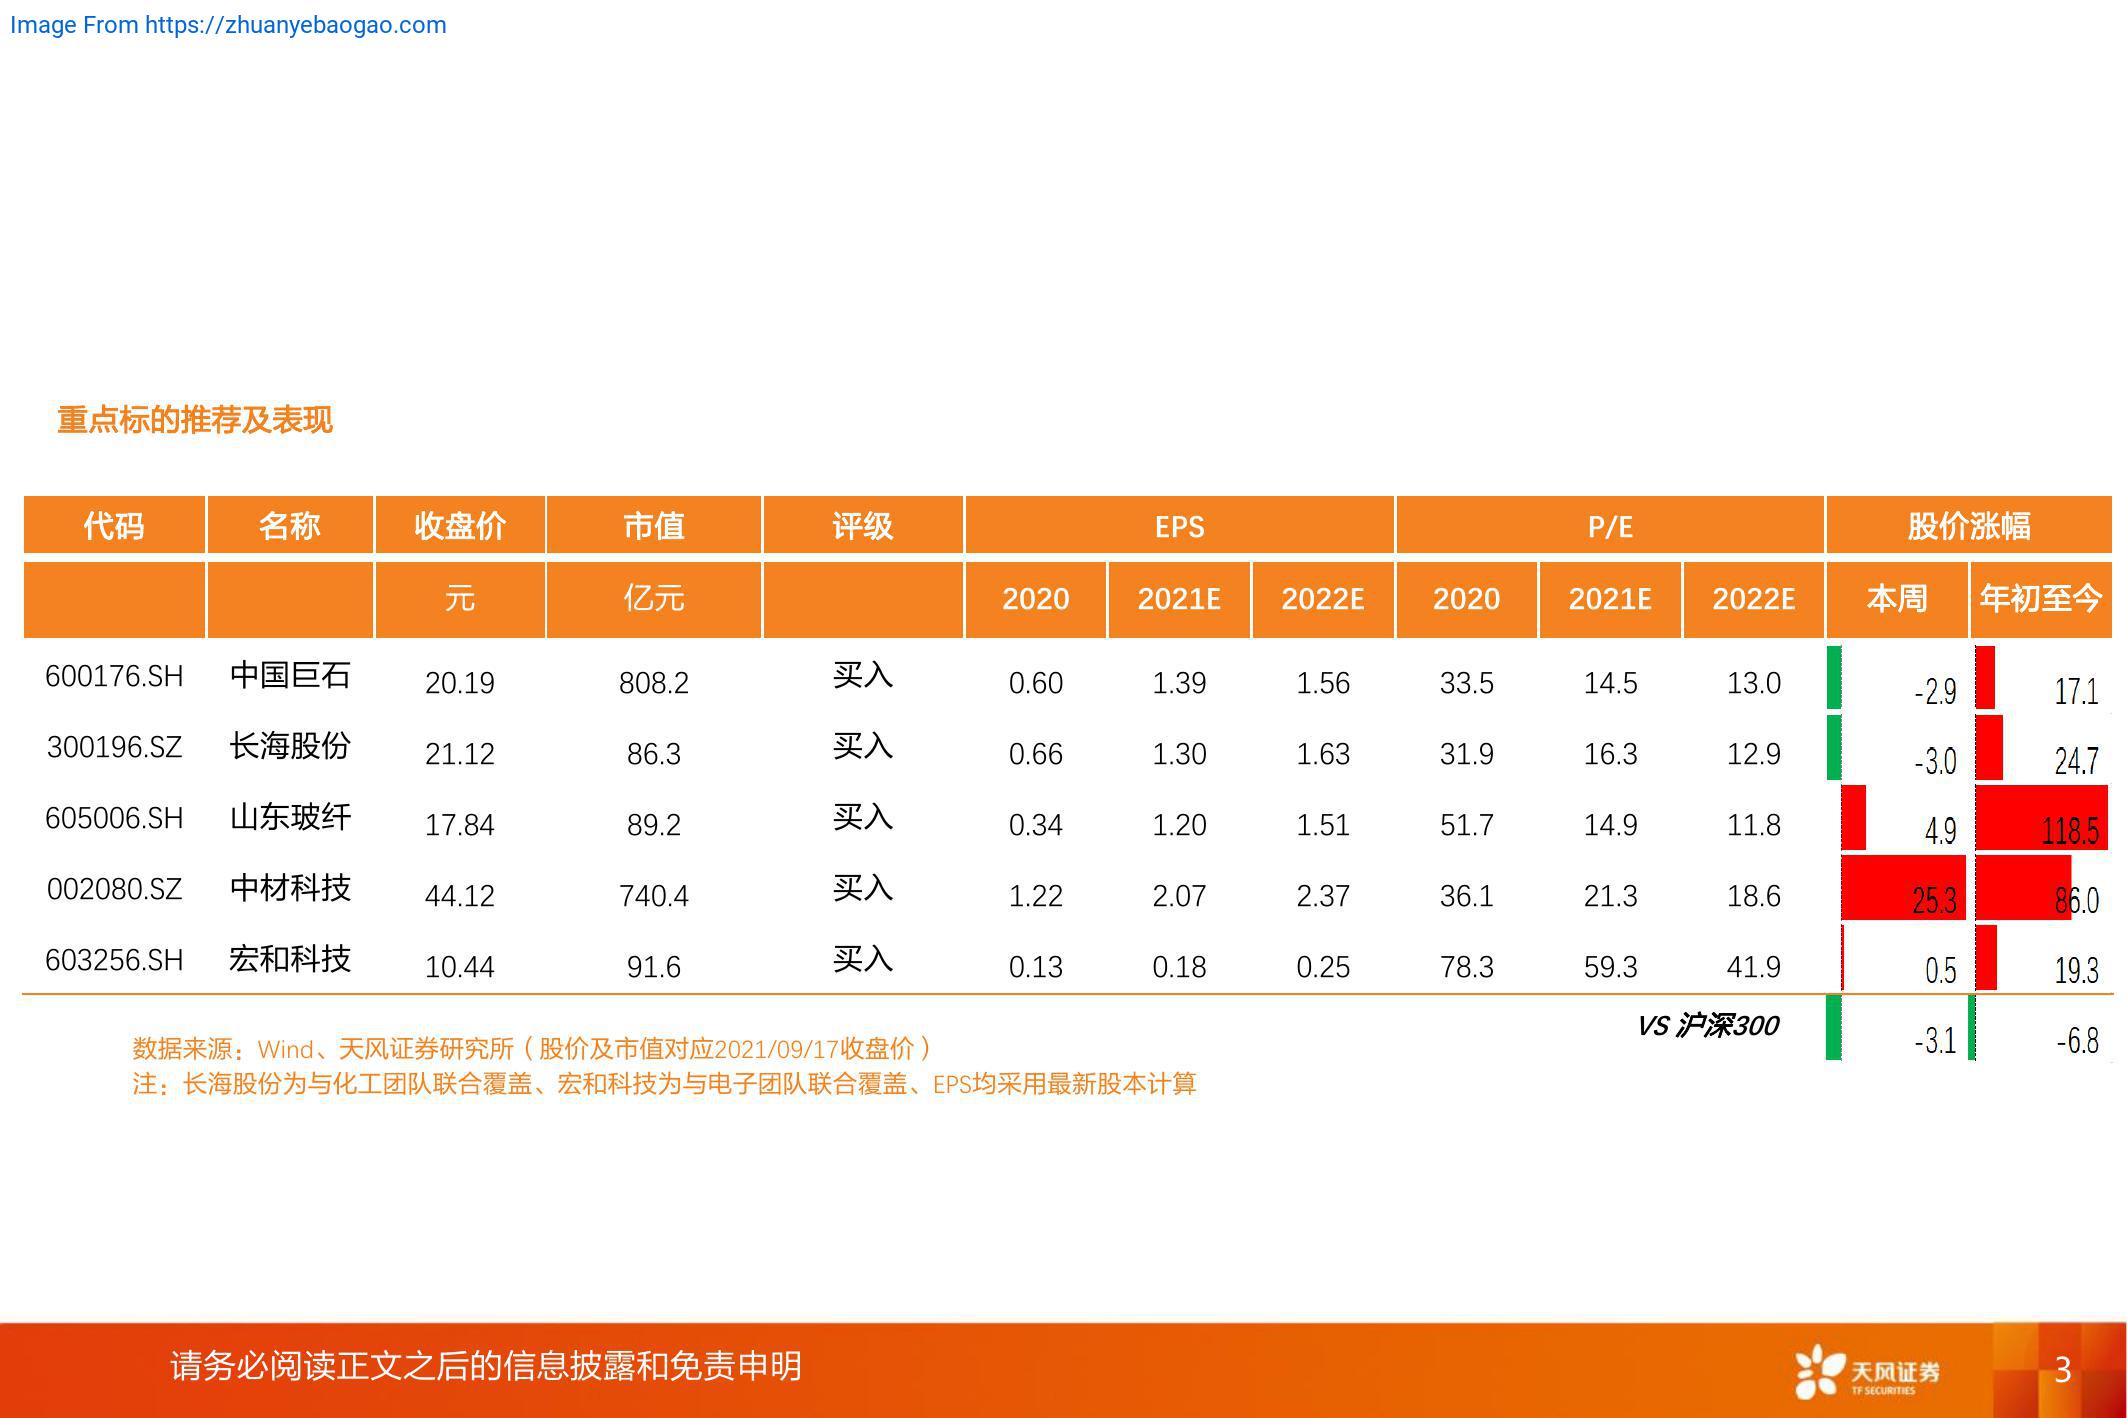 Image From https://zhuanyebaogao.com
重点标的推荐及表现
代码 名称 收盘价 市值 评级 EPS P/E 股价涨幅
元 亿元 2020 2021E 2022E 2020 2021E 2022E 本周 年初至今
600176.SH 中国巨石 20.19 808.2 买入 0.60 1.39 1.56 33.5 14.5 13.0 -2.9 17.1
300196.SZ 长海股份 21.12 86.3 买入 0.66 1.30 1.63 31.9 16.3 12.9 -3.0 24.7
605006.SH 山东玻纤 17.84 89.2 买入 0.34 1.20 1.51 51.7 14.9 11.8 4.9 118.5
002080.SZ 中材科技 44.12 740.4 买入 1.22 2.07 2.37 36.1 21.3 18.6 25.3 86.0
603256.SH 宏和科技 10.44 91.6 买入 0.13 0.18 0.25 78.3 59.3 41.9 0.5 19.3
VS 沪深300 -3.1 -6.8
数据来源：Wind、天风证券研究所（股价及市值对应2021/09/17收盘价）
注：长海股份为与化工团队联合覆盖、宏和科技为与电子团队联合覆盖、EPS均采用最新股本计算
请务必阅读正文之后的信息披露和免责申明
天风证券
TF SECURITIES
3